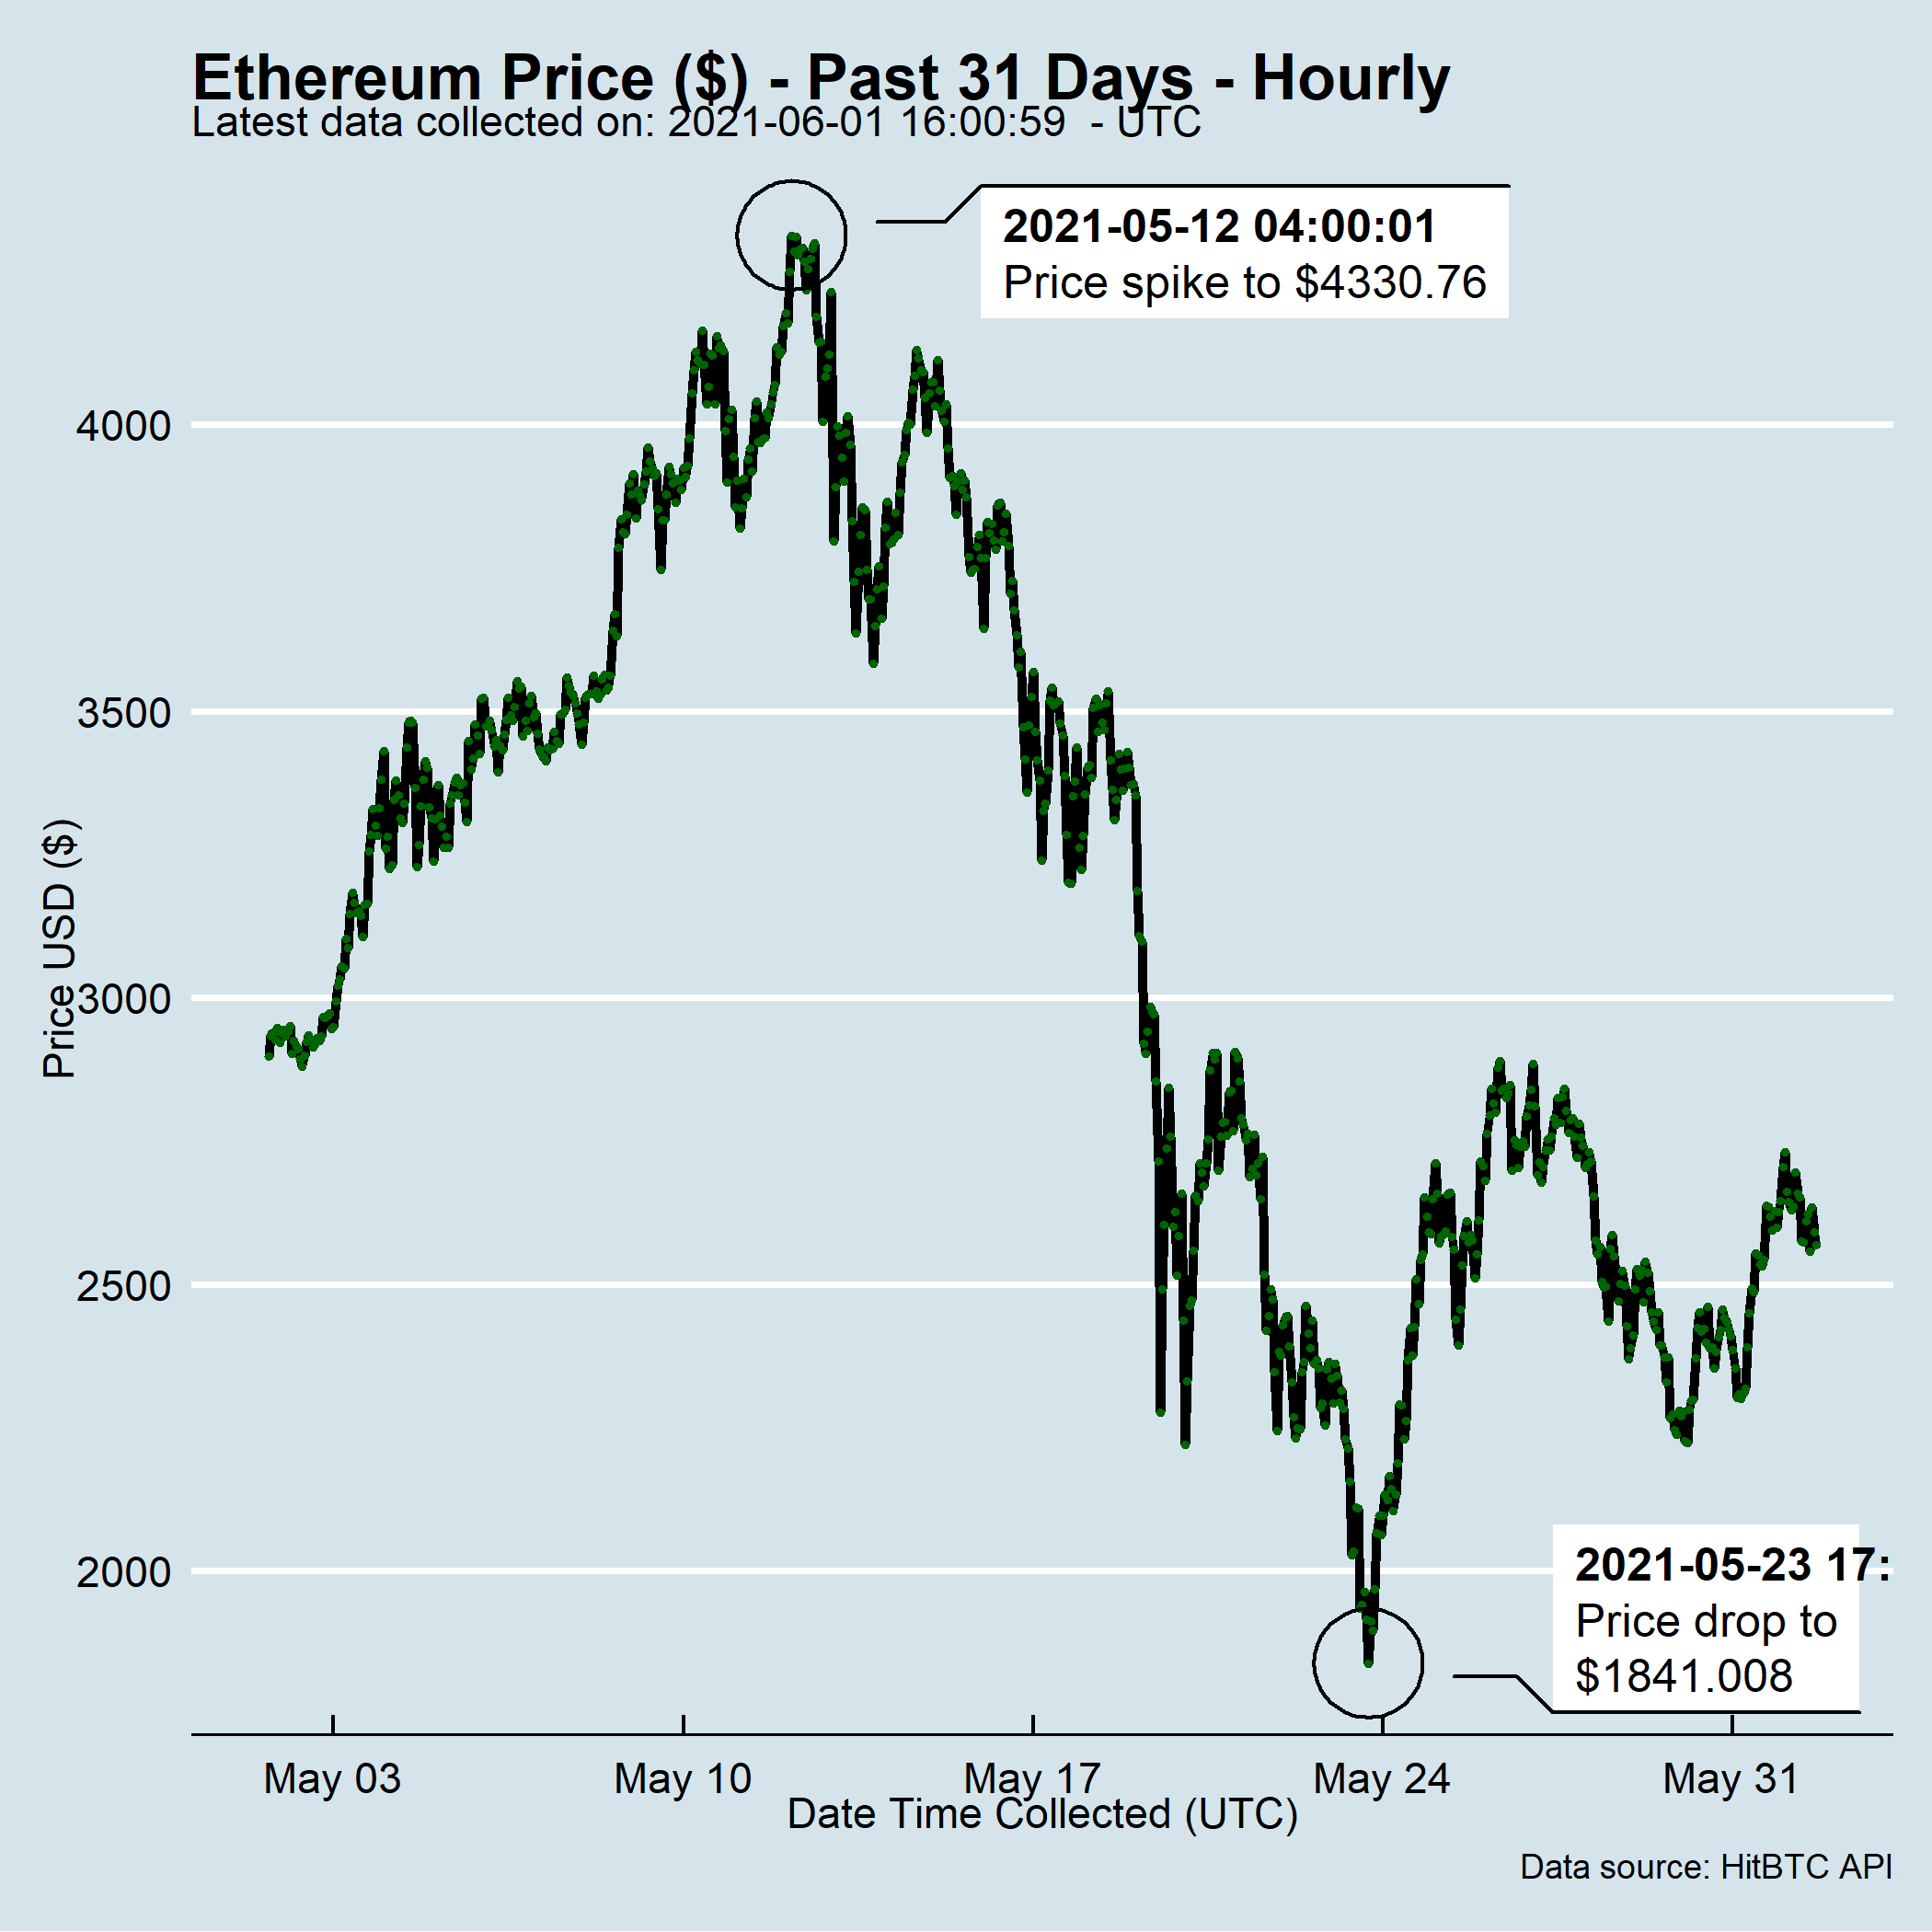 Ethereum Price ($) - Past 31 Days - Hourly
Latest data collected on: 2021-06-01 16:00:59  - UTC
2021-05-12 04:00:01
Price spike to $4330.76
4000
3500
3000
2500
2000
Price USD ($)
2021-05-23 17:
Price drop to
$1841.008
May 03
May 10
May 17
May 24
May 31
Date Time Collected (UTC)
Data source: HitBTC API